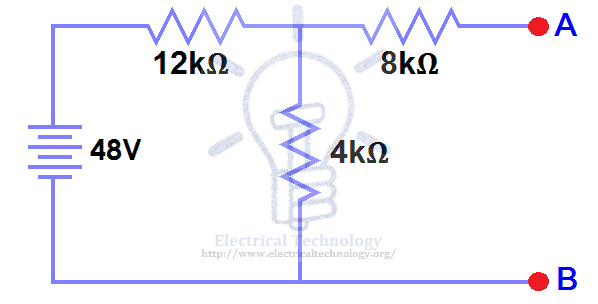 A
12kΩ
8kΩ
48V
4kΩ
Electrical Technology
http://www.electricaltechnology.org/
B